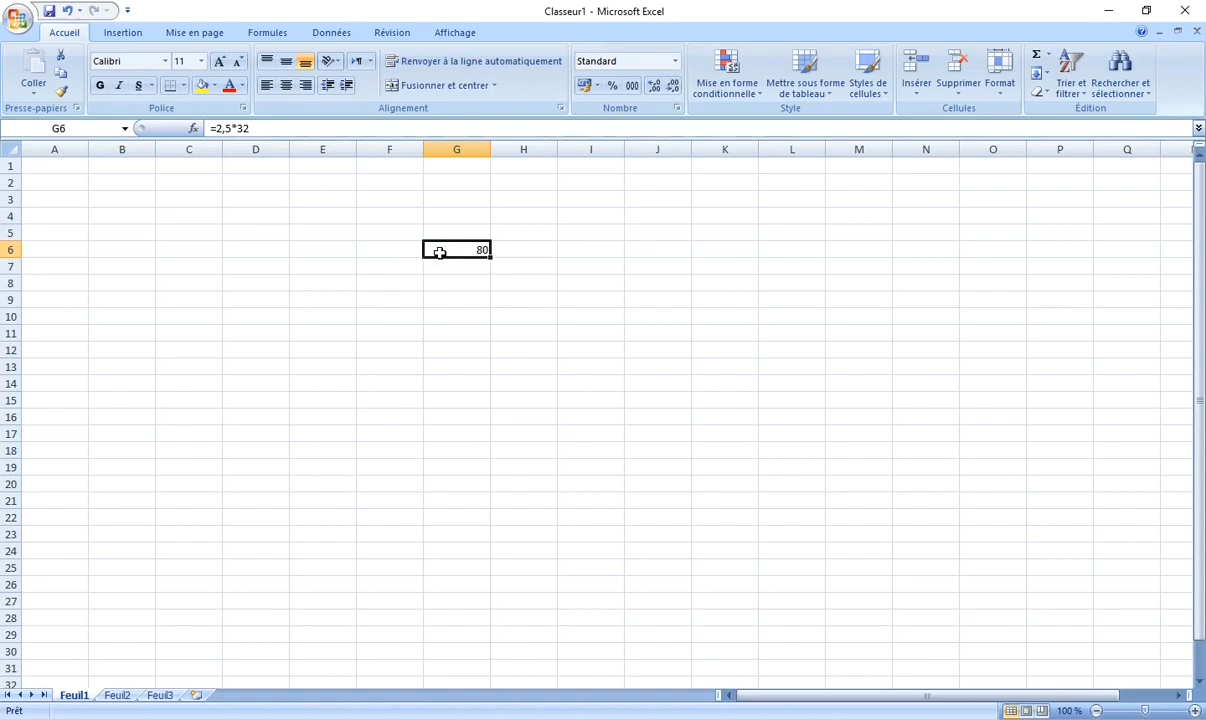 Classeur1 - Microsoft Excel
Accueil Insertion Mise en page Formules Données Révision Affichage
Coller
Presse-papiers
Calibri 11 A A
G I S A
Police
Renvoyer à la ligne automatiquement
Fusionner et centrer
Alignement
Standard
% 000 ,00 ,0
Nombre
Mise en forme conditionnelle
Mettre sous forme de tableau
Styles de cellules
Style
Insérer Supprimer Format
Cellules
Σ
Trier et filtrer
Rechercher et sélectionner
Édition
G6 fx =2,5*32
A B C D E F G H I J K L M N O P Q
1
2
3
4
5
6 80
7
8
9
10
11
12
13
14
15
16
17
18
19
20
21
22
23
24
25
26
27
28
29
30
31
32
Feuil1 Feuil2 Feuil3
Prêt 100 %